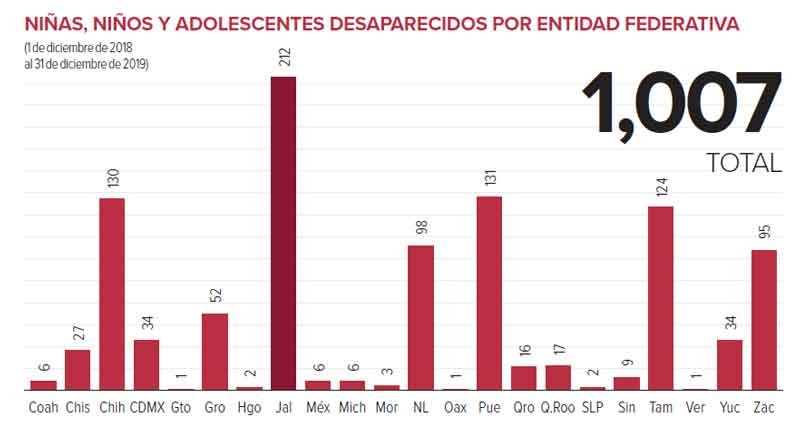 NIÑAS, NIÑOS Y ADOLESCENTES DESAPARECIDOS POR ENTIDAD FEDERATIVA
(1 de diciembre de 2018
al 31 de diciembre de 2019)
1,007
TOTAL
6 27 130 34 1 52 2 212 6 6 3 98 1 131 16 17 2 9 124 1 34 95
Coah Chis Chih CDMX Gto Gro Hgo Jal Méx Mich Mor NL Oax Pue Qro Q.Roo SLP Sin Tam Ver Yuc Zac